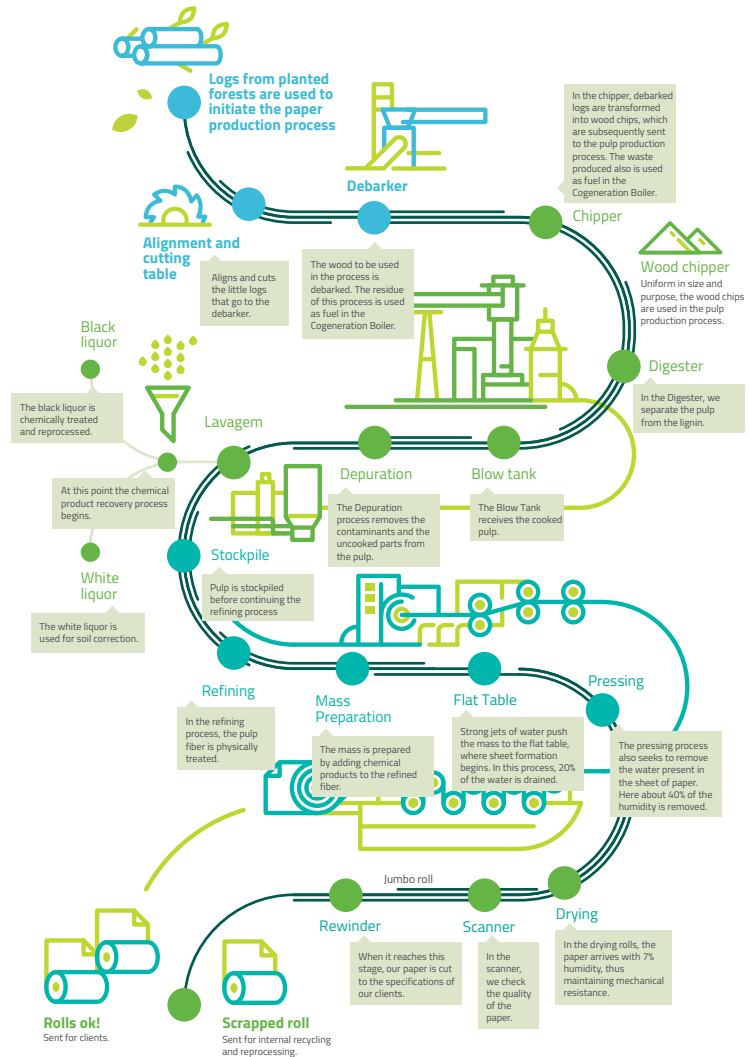 Logs from planted
forests are used to
initiate the paper
production process
Debarker
In the chipper, debarked
logs are transformed
into wood chips, which
are subsequently sent
to the pulp production
process. The waste
produced also is used
as fuel in the
Cogeneration Boiler.
Chipper
Alignment and
cutting
table
Aligns and cuts
the little logs
that go to the
debarker.
The wood to be used
in the process is
debarked. The residue
of this process is used
as fuel in the
Cogeneration Boiler.
Wood chipper
Uniform in size and
purpose, the wood chips
are used in the pulp
production process.
Digester
In the Digester, we
separate the pulp
from the lignin.
Black
liquor
The black liquor is
chemically treated
and reprocessed.
Lavagem
At this point the chemical
product recovery process
begins.
White
liquor
The white liquor is
used for soil correction.
Depuration
The Depuration
process removes the
contaminants and the
uncooked parts from
the pulp.
Blow tank
The Blow Tank
receives the cooked
pulp.
Stockpile
Pulp is stockpiled
before continuing the
refining process
Refining
In the refining
process, the pulp
fiber is physically
treated.
Mass
Preparation
The mass is prepared
by adding chemical
products to the refined
fiber.
Flat Table
Strong jets of water push
the mass to the flat table,
where sheet formation
begins. In this process, 20%
of the water is drained.
Pressing
The pressing process
also seeks to remove
the water present in
the sheet of paper.
Here about 40% of the
humidity is removed.
Jumbo roll
Rewinder
When it reaches this
stage, our paper is cut
to the specifications of
our clients.
Scanner
In the
scanner,
we check
the quality
of the
paper.
Drying
In the drying rolls, the
paper arrives with 7%
humidity, thus
maintaining mechanical
resistance.
Rolls ok!
Sent for clients.
Scrapped roll
Sent for internal recycling
and reprocessing.